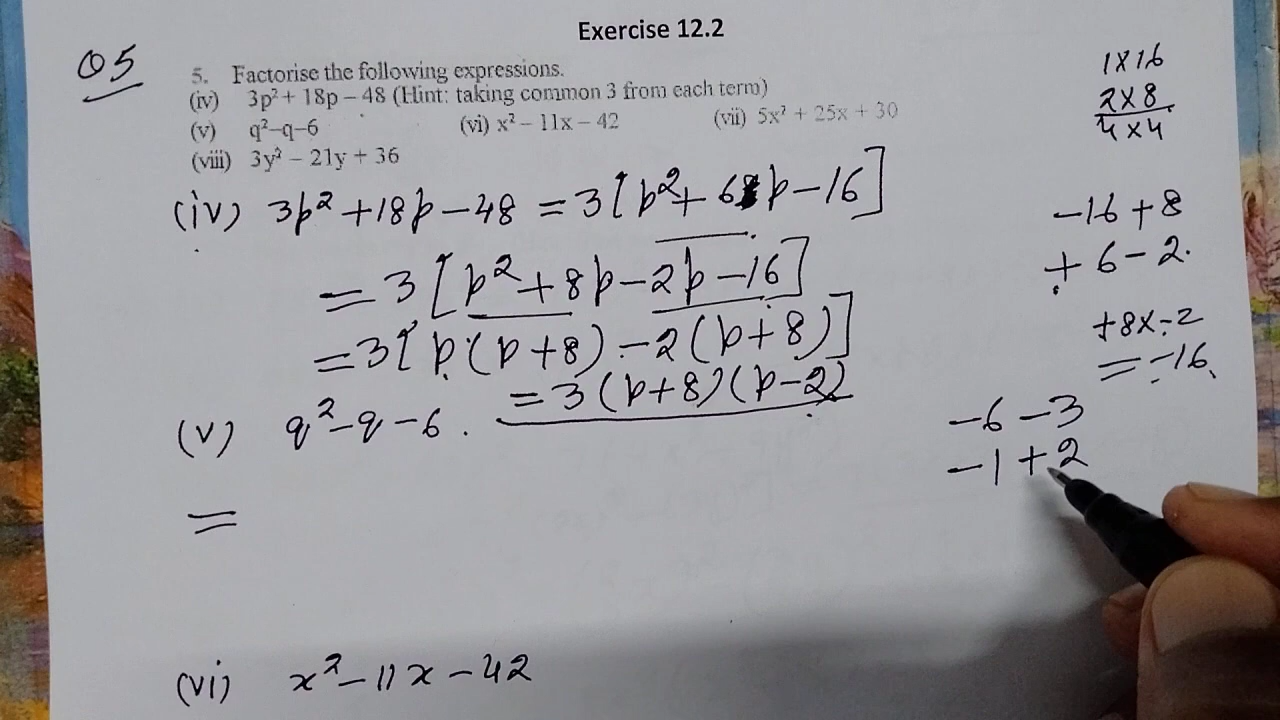 Exercise 12.2
Q5
5. Factorise the following expressions.
(iv) 3p² + 18p – 48 (Hint: taking common 3 from each term)
(v) q²–q–6 (vi) x² – 11x – 42 (vii) 5x² + 25x + 30
(viii) 3y² – 21y + 36
1×16
2×8
4×4
(iv) 3p²+18p-48 = 3[p²+6p-16]
-16 +8
+6-2.
= 3[p²+8p-2p-16]
= 3[p(p+8)-2(p+8)]
+8×-2
= -16
= 3(p+8)(p-2)
(v) q²-q-6.
-6 -3
-1 +2
=
(vi) x²-11x-42